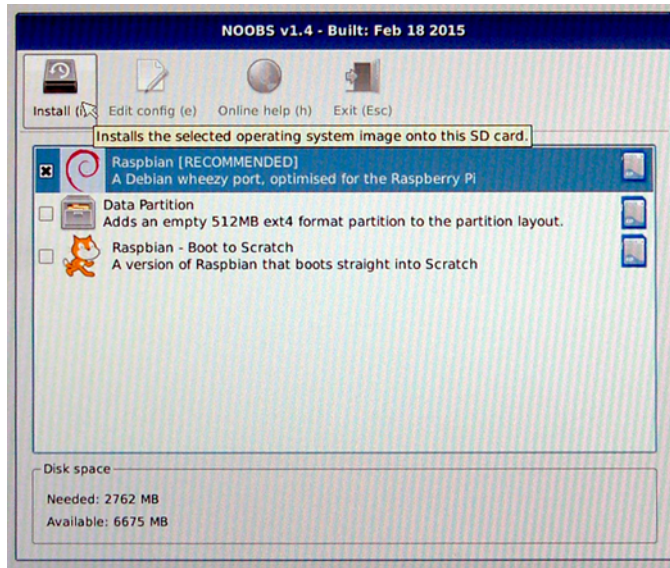 NOOBS v1.4 - Built: Feb 18 2015
Install (i) Edit config (e) Online help (h) Exit (Esc)
Installs the selected operating system image onto this SD card.
Raspbian [RECOMMENDED]
A Debian wheezy port, optimised for the Raspberry Pi
Data Partition
Adds an empty 512MB ext4 format partition to the partition layout.
Raspbian - Boot to Scratch
A version of Raspbian that boots straight into Scratch
Disk space
Needed: 2762 MB
Available: 6675 MB